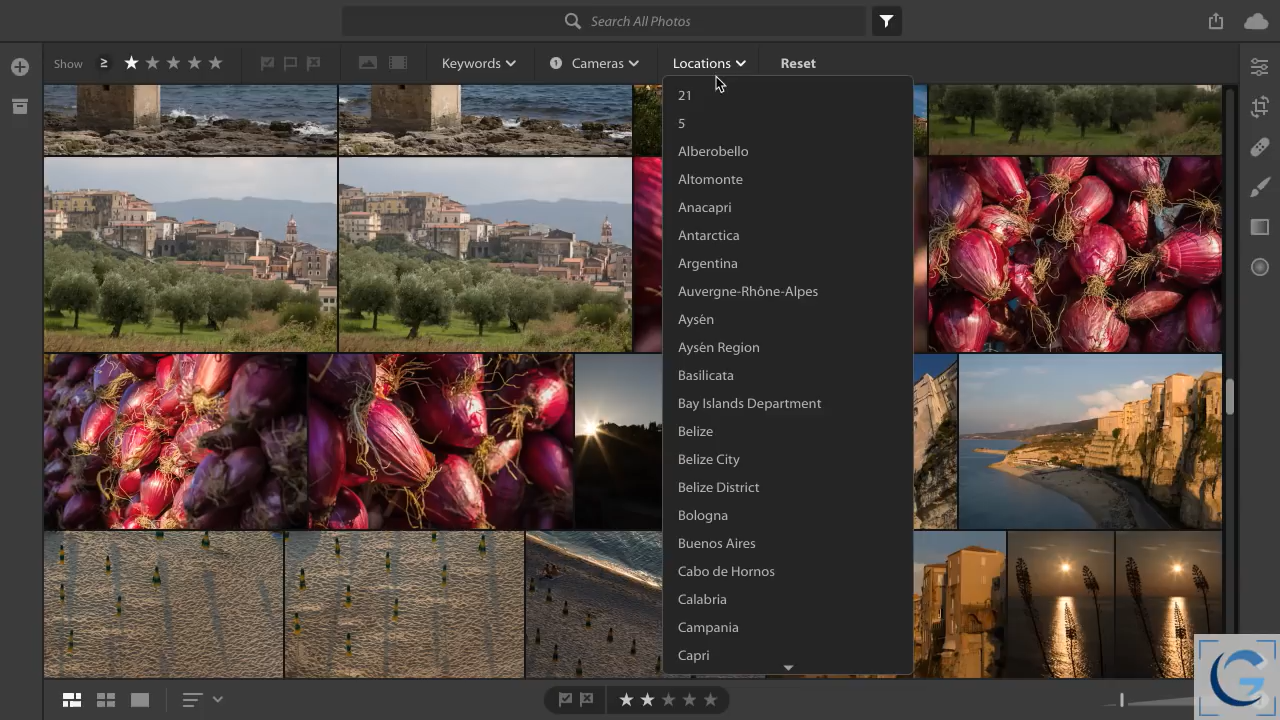 Search All Photos
Show ≥ ★ ★ ★ ★ ★ Keywords 1 Cameras Locations Reset
21
5
Alberobello
Altomonte
Anacapri
Antarctica
Argentina
Auvergne-Rhône-Alpes
Aysén
Aysén Region
Basilicata
Bay Islands Department
Belize
Belize City
Belize District
Bologna
Buenos Aires
Cabo de Hornos
Calabria
Campania
Capri